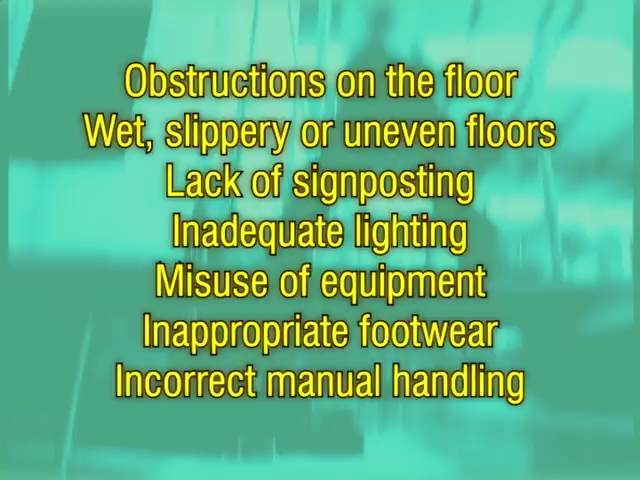 Obstructions on the floor
Wet, slippery or uneven floors
Lack of signposting
Inadequate lighting
Misuse of equipment
Inappropriate footwear
Incorrect manual handling